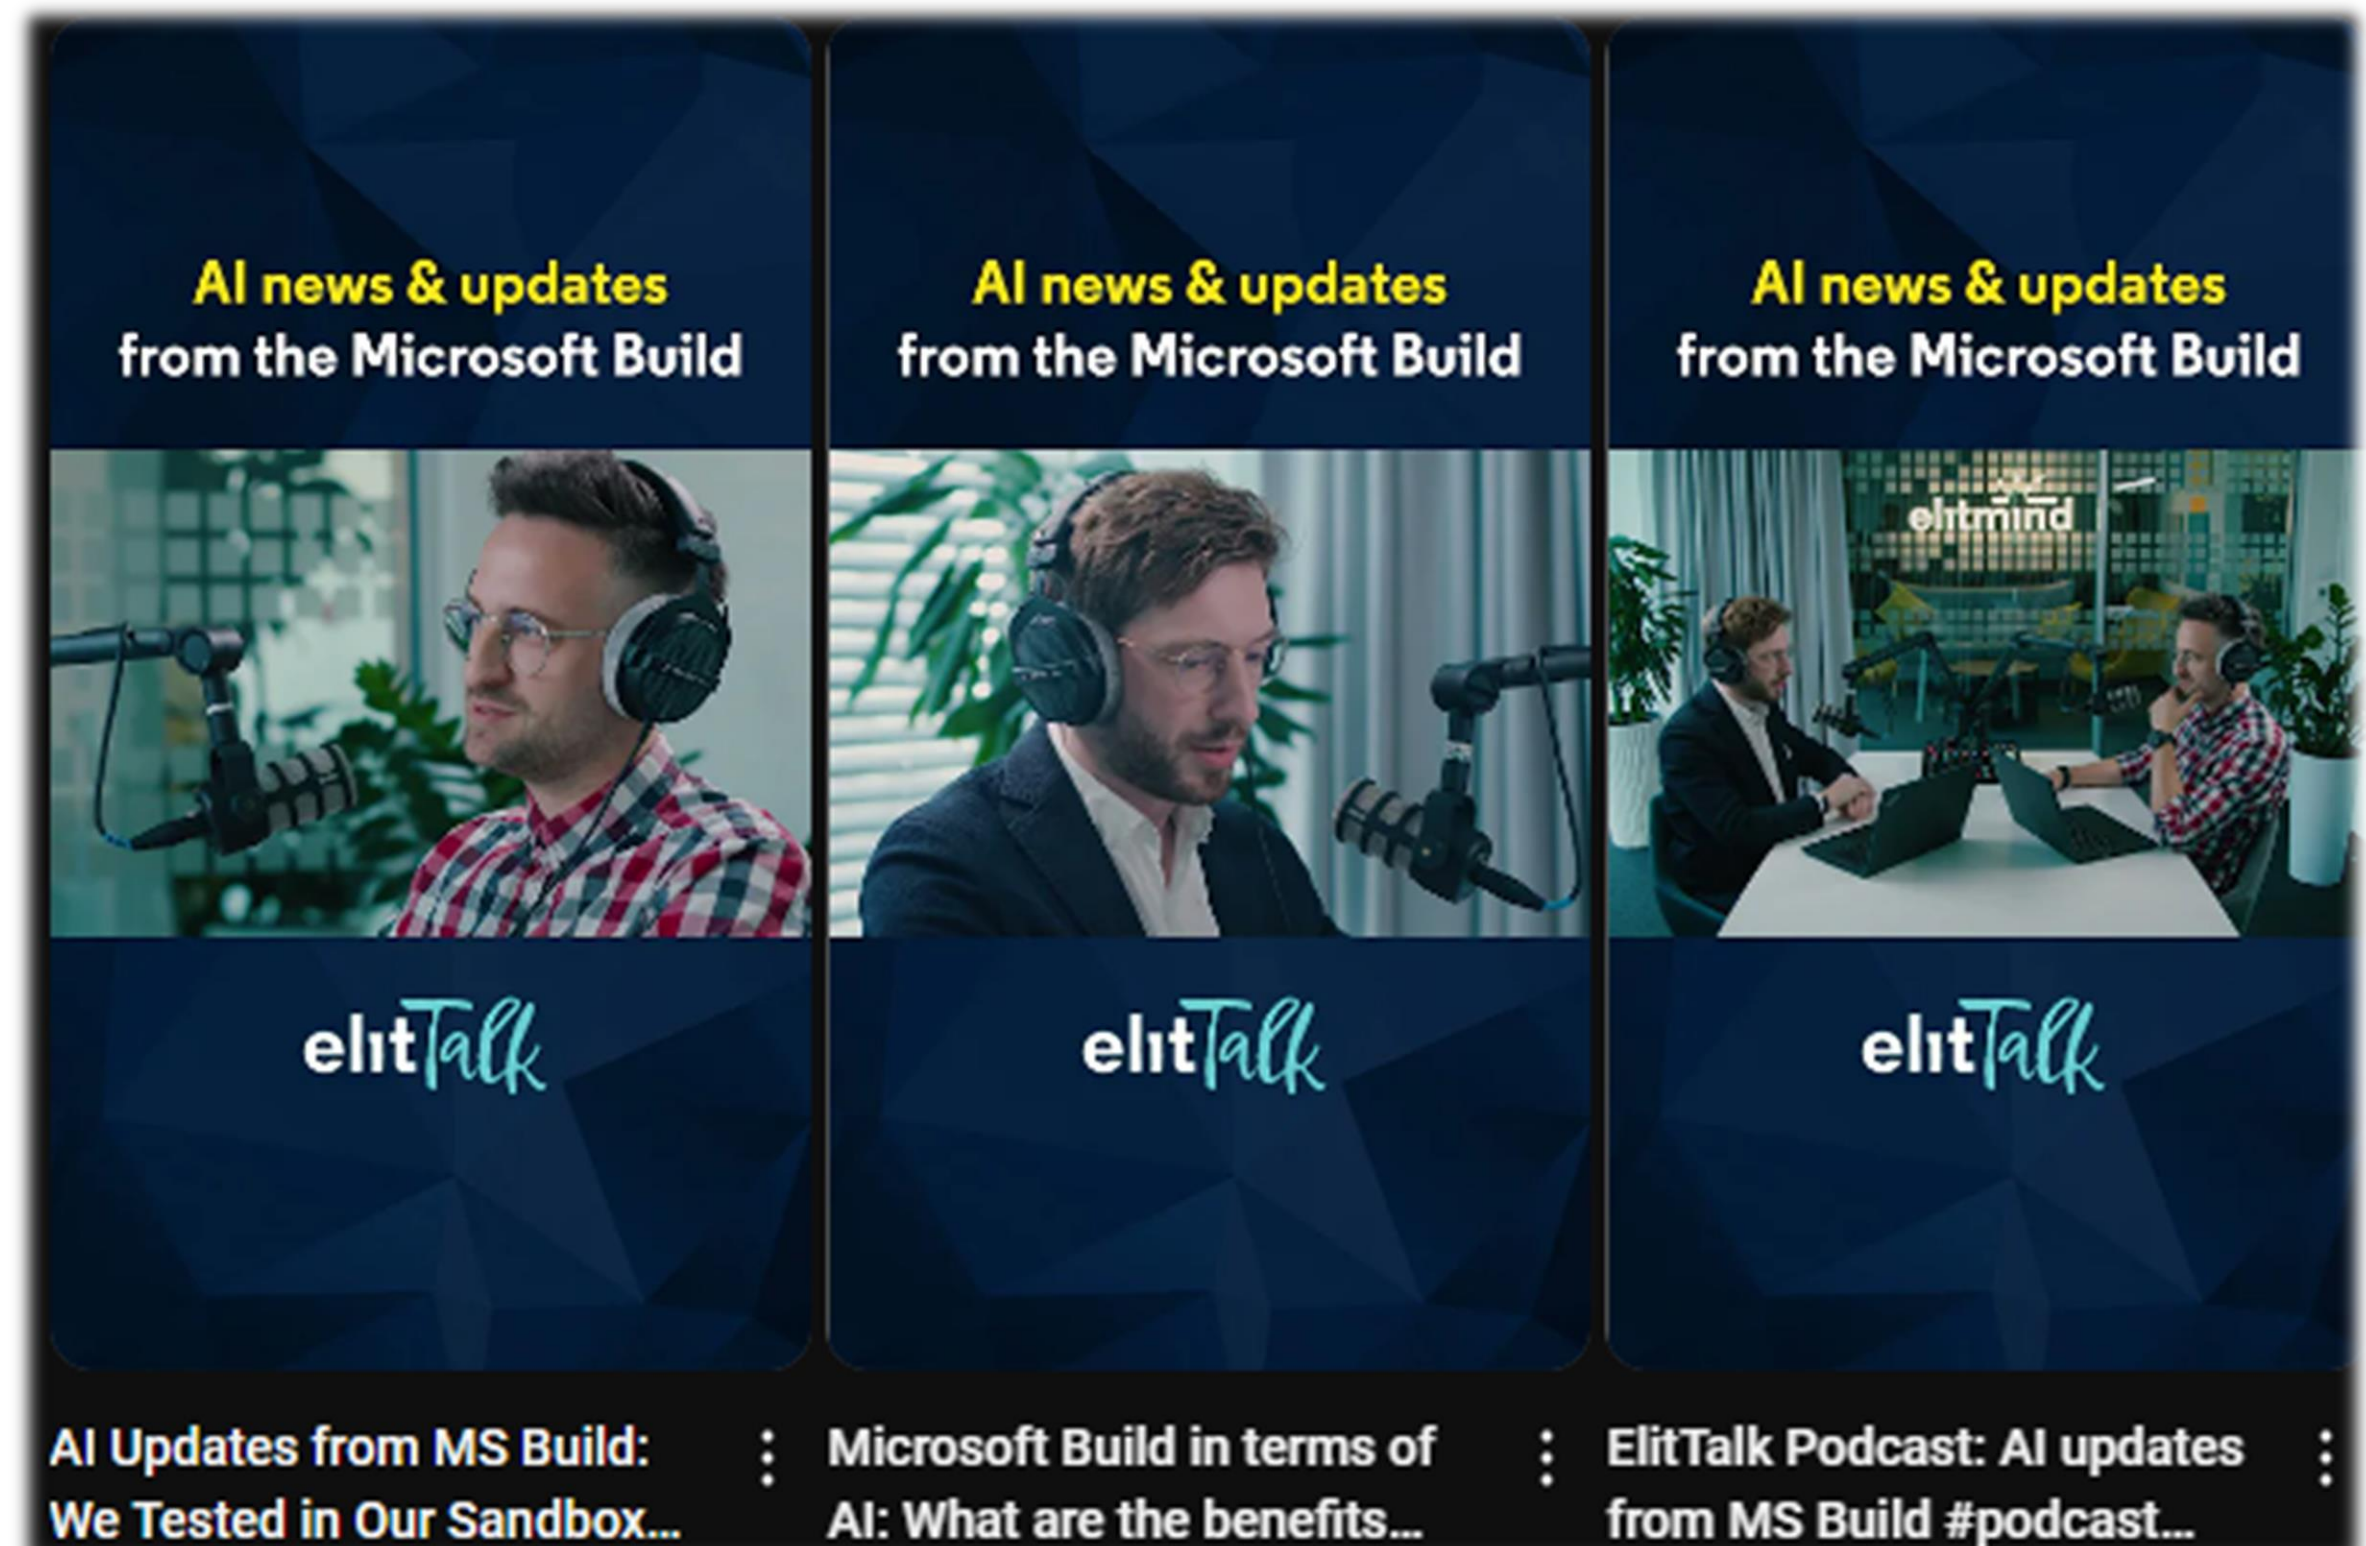 AI news & updates
from the Microsoft Build
elitTalk
AI Updates from MS Build:
We Tested in Our Sandbox...
AI news & updates
from the Microsoft Build
elitTalk
Microsoft Build in terms of
AI: What are the benefits...
AI news & updates
from the Microsoft Build
elitmind
elitTalk
ElitTalk Podcast: AI updates
from MS Build #podcast...